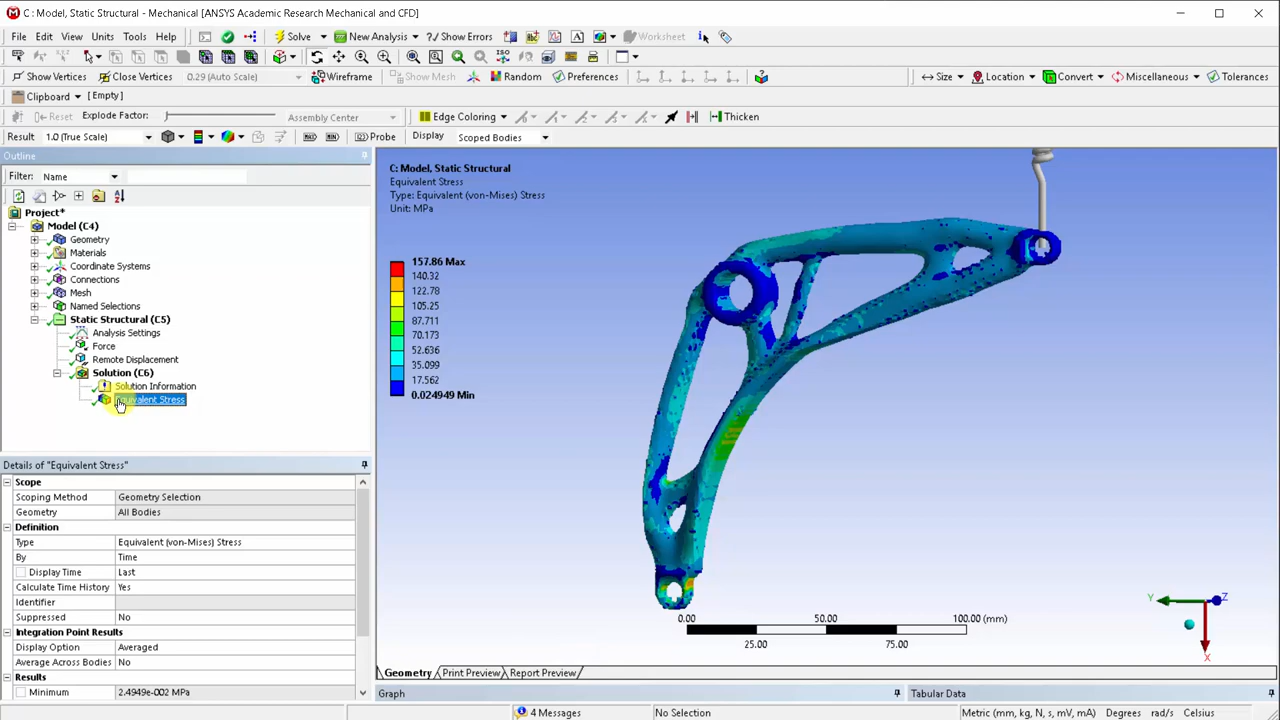 C : Model, Static Structural - Mechanical [ANSYS Academic Research Mechanical and CFD]
File Edit View Units Tools Help Solve New Analysis Show Errors Worksheet
Show Vertices Close Vertices 0.29 (Auto Scale) Wireframe Show Mesh Random Preferences Size Location Convert Miscellaneous Tolerances
Clipboard [ Empty ]
Reset Explode Factor: Assembly Center Edge Coloring Thicken
Result 1.0 (True Scale) Probe Display Scoped Bodies
Outline
Filter: Name
Project*
Model (C4)
Geometry
Materials
Coordinate Systems
Connections
Mesh
Named Selections
Static Structural (C5)
Analysis Settings
Force
Remote Displacement
Solution (C6)
Solution Information
Equivalent Stress
Details of "Equivalent Stress"
Scope
Scoping Method Geometry Selection
Geometry All Bodies
Definition
Type Equivalent (von-Mises) Stress
By Time
Display Time Last
Calculate Time History Yes
Identifier
Suppressed No
Integration Point Results
Display Option Averaged
Average Across Bodies No
Results
Minimum 2.4949e-002 MPa
C: Model, Static Structural
Equivalent Stress
Type: Equivalent (von-Mises) Stress
Unit: MPa
157.86 Max
140.32
122.78
105.25
87.711
70.173
52.636
35.099
17.562
0.024949 Min
0.00 50.00 100.00 (mm)
25.00 75.00
Y Z
X
Geometry Print Preview Report Preview
Graph Tabular Data
4 Messages No Selection Metric (mm, kg, N, s, mV, mA) Degrees rad/s Celsius